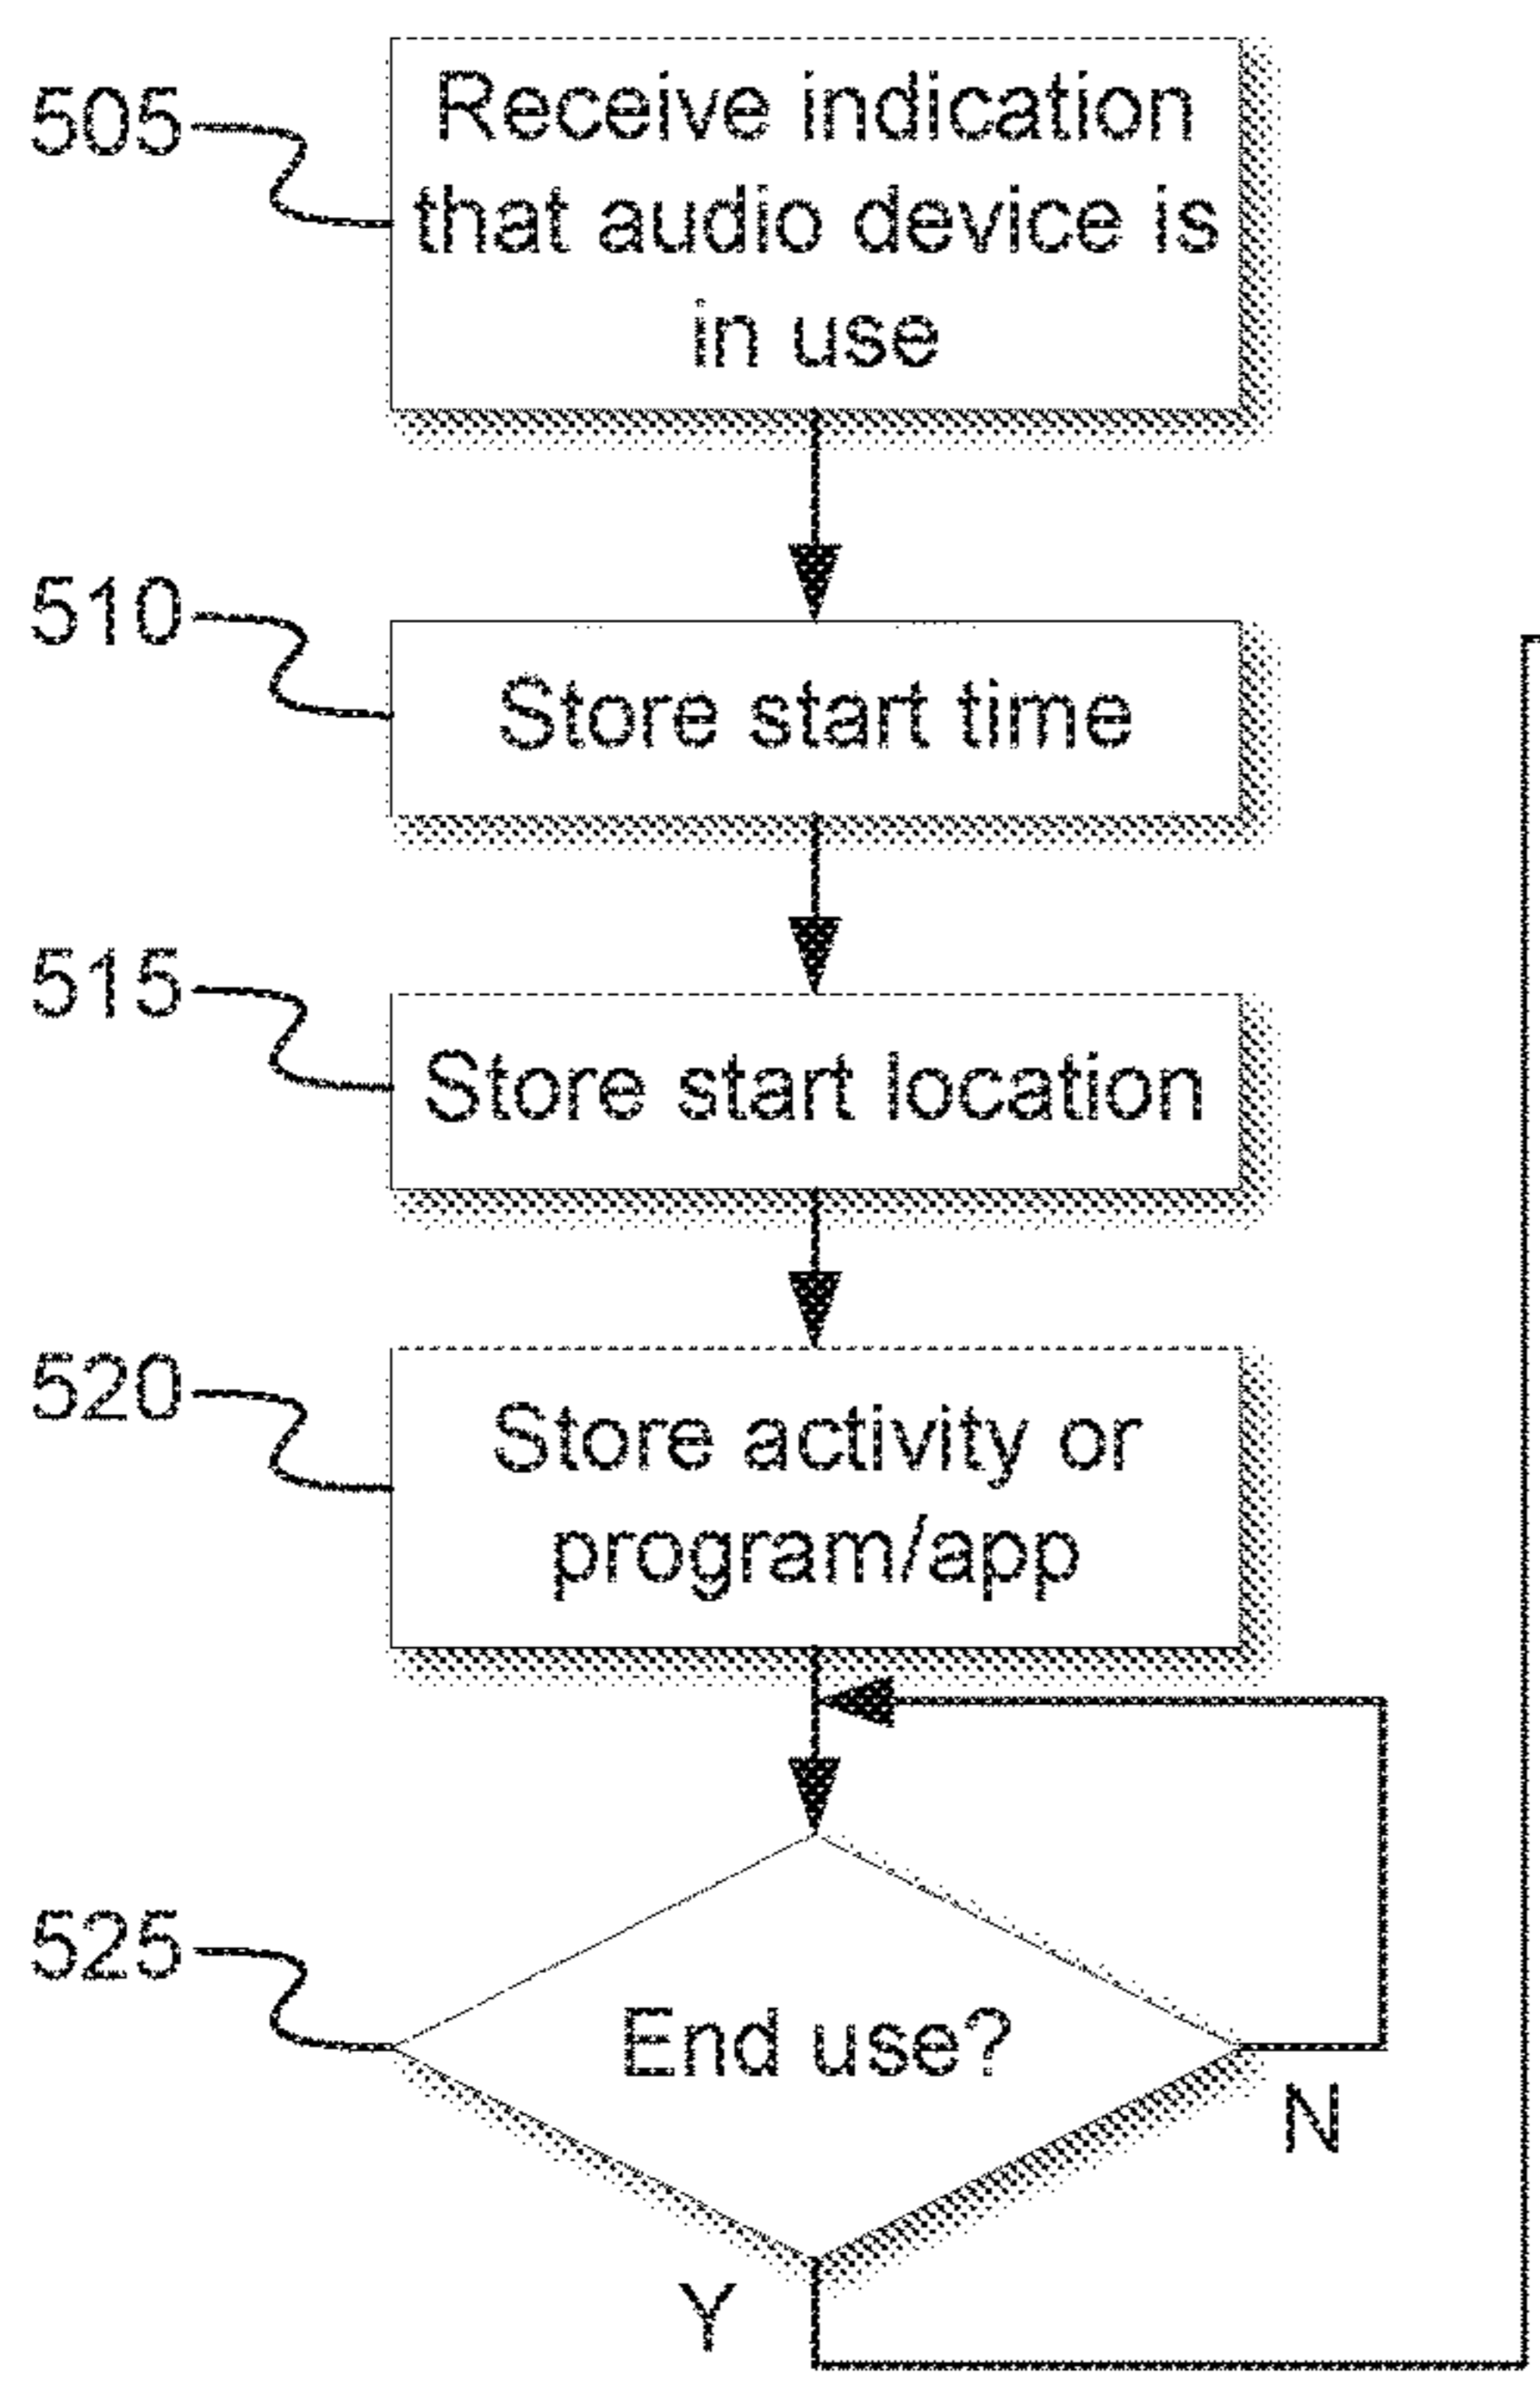 505
Receive indication
that audio device is
in use
510
Store start time
515
Store start location
520
Store activity or
program/app
525
End use?
N
Y